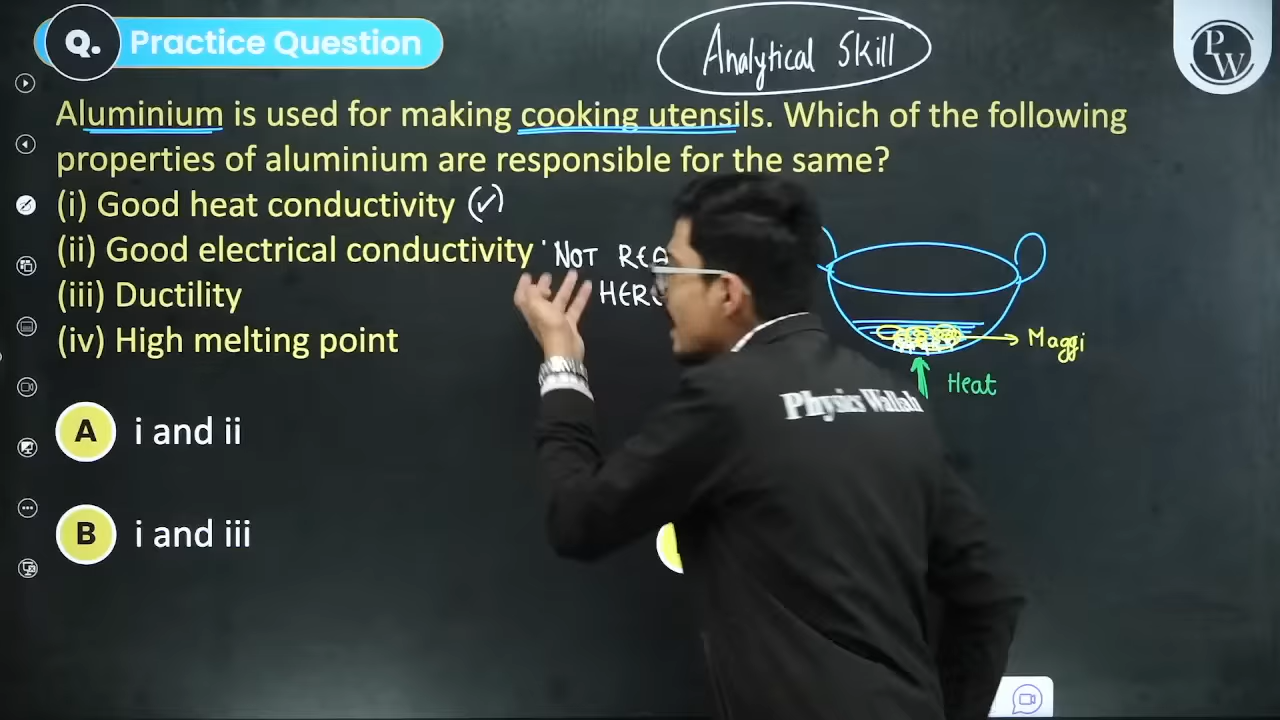 Q. Practice Question
Analytical Skill
PW
Aluminium is used for making cooking utensils. Which of the following
properties of aluminium are responsible for the same?
(i) Good heat conductivity (✓)
(ii) Good electrical conductivity NOT
HERE
(iii) Ductility
(iv) High melting point
Maggi
Heat
Physics Wallah
A i and ii
B i and iii